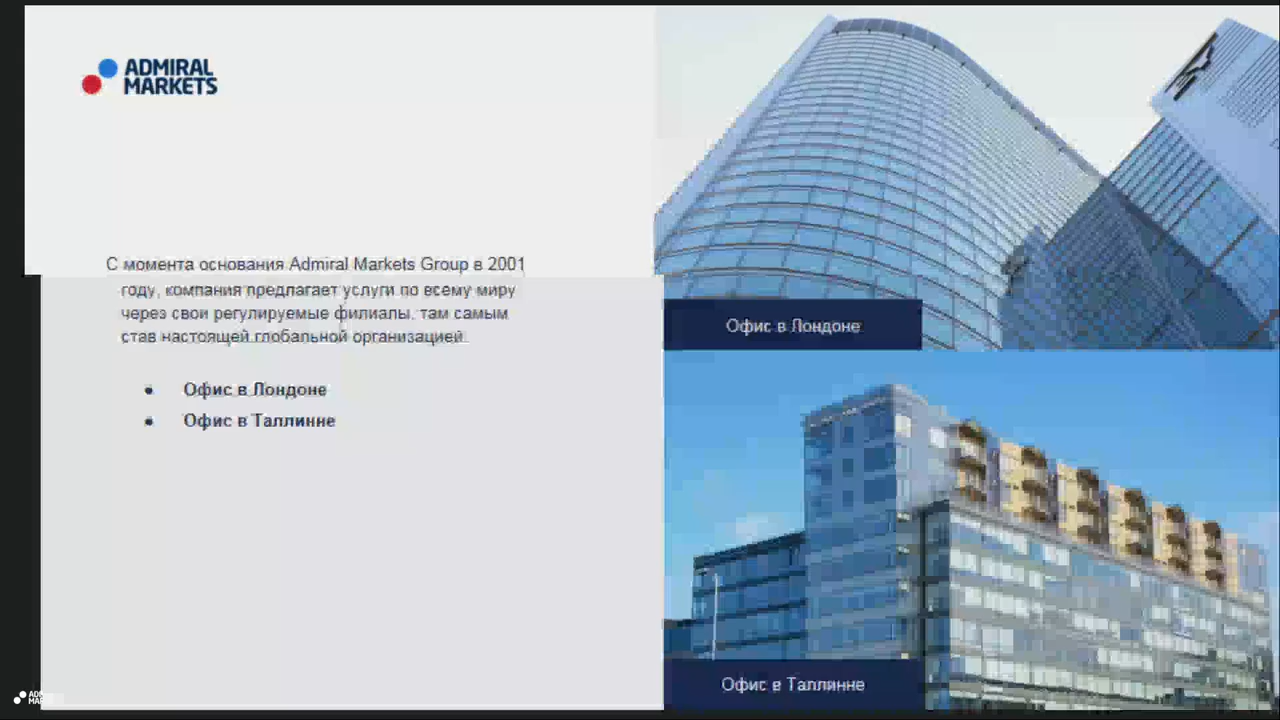 ADMIRAL
MARKETS
С момента основания Admiral Markets Group в 2001
году, компания предлагает услуги по всему миру
через свои регулируемые филиалы, там самым
став настоящей глобальной организацией.
• Офис в Лондоне
• Офис в Таллинне
Офис в Лондоне
Офис в Таллинне